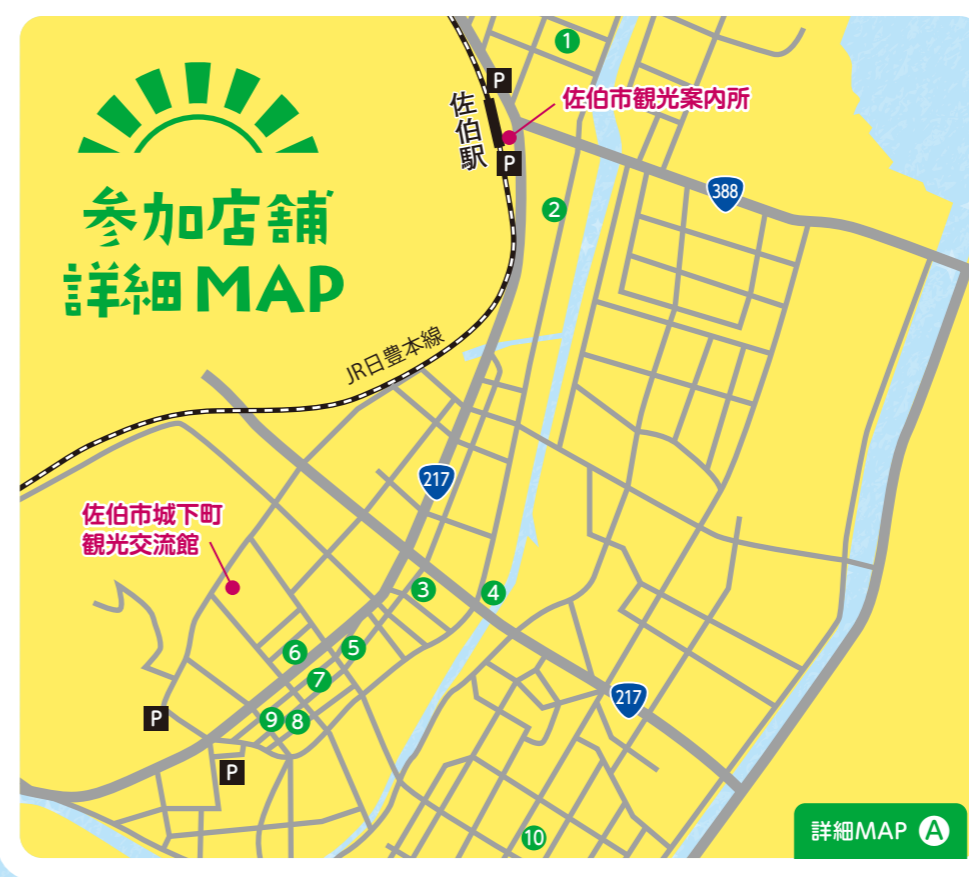 参加店舗
詳細MAP
1
P
佐伯駅
佐伯市観光案内所
P
388
2
JR日豊本線
217
佐伯市城下町
観光交流館
3
4
5
6
7
217
P
9
8
P
10
詳細MAP A